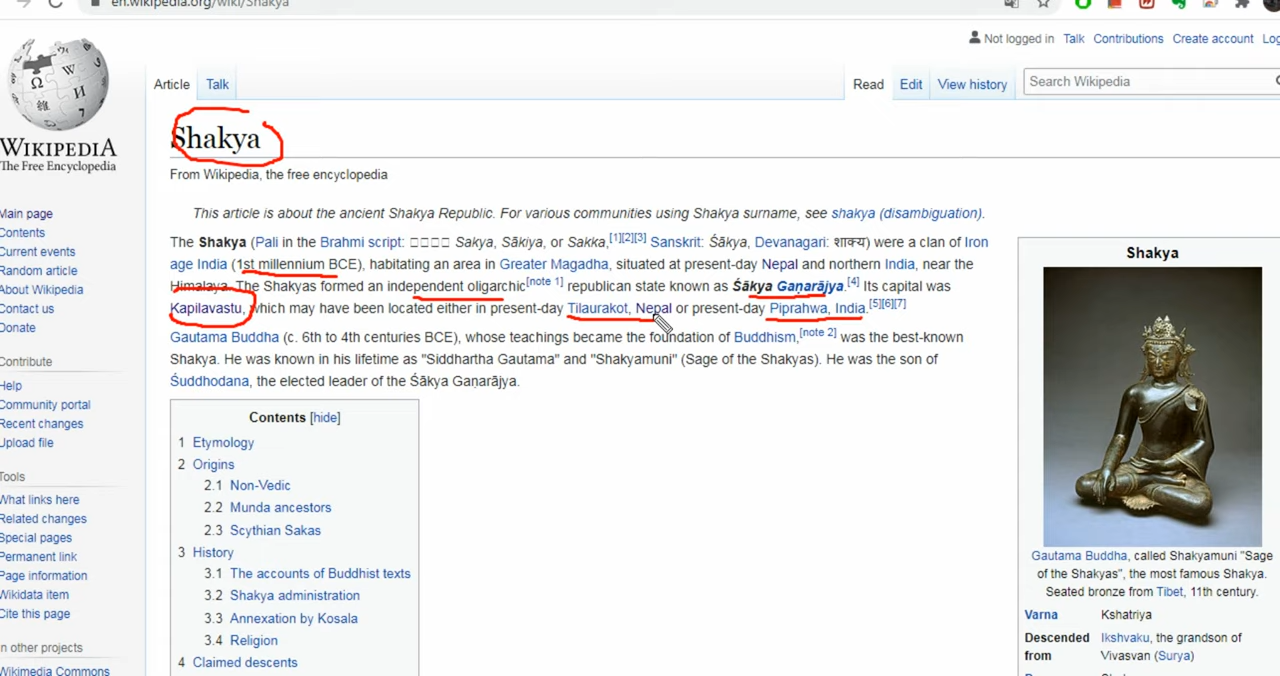 en.wikipedia.org/wiki/Shakya
Not logged in Talk Contributions Create account
Article Talk
Read Edit View history
Search Wikipedia
WIKIPEDIA
The Free Encyclopedia
Main page
Contents
Current events
Random article
About Wikipedia
Contact us
Donate
Contribute
Help
Community portal
Recent changes
Upload file
Tools
What links here
Related changes
Special pages
Permanent link
Page information
Wikidata item
Cite this page
In other projects
Wikimedia Commons
Shakya
From Wikipedia, the free encyclopedia
This article is about the ancient Shakya Republic. For various communities using Shakya surname, see shakya (disambiguation).
The Shakya (Pali in the Brahmi script: □□□□ Sakya, Sākiya, or Sakka,[1][2][3] Sanskrit: Śākya, Devanagari: शाक्य) were a clan of Iron
age India (1st millennium BCE), habitating an area in Greater Magadha, situated at present-day Nepal and northern India, near the
Himalaya. The Shakyas formed an independent oligarchic[note 1] republican state known as Śākya Gaṇarājya.[4] Its capital was
Kapilavastu, which may have been located either in present-day Tilaurakot, Nepal or present-day Piprahwa, India.[5][6][7]
Gautama Buddha (c. 6th to 4th centuries BCE), whose teachings became the foundation of Buddhism,[note 2] was the best-known
Shakya. He was known in his lifetime as "Siddhartha Gautama" and "Shakyamuni" (Sage of the Shakyas). He was the son of
Śuddhodana, the elected leader of the Śākya Gaṇarājya.
Contents [hide]
1 Etymology
2 Origins
2.1 Non-Vedic
2.2 Munda ancestors
2.3 Scythian Sakas
3 History
3.1 The accounts of Buddhist texts
3.2 Shakya administration
3.3 Annexation by Kosala
3.4 Religion
4 Claimed descents
Shakya
Gautama Buddha, called Shakyamuni "Sage
of the Shakyas", the most famous Shakya.
Seated bronze from Tibet, 11th century.
Varna Kshatriya
Descended from Ikshvaku, the grandson of
Vivasvan (Surya)